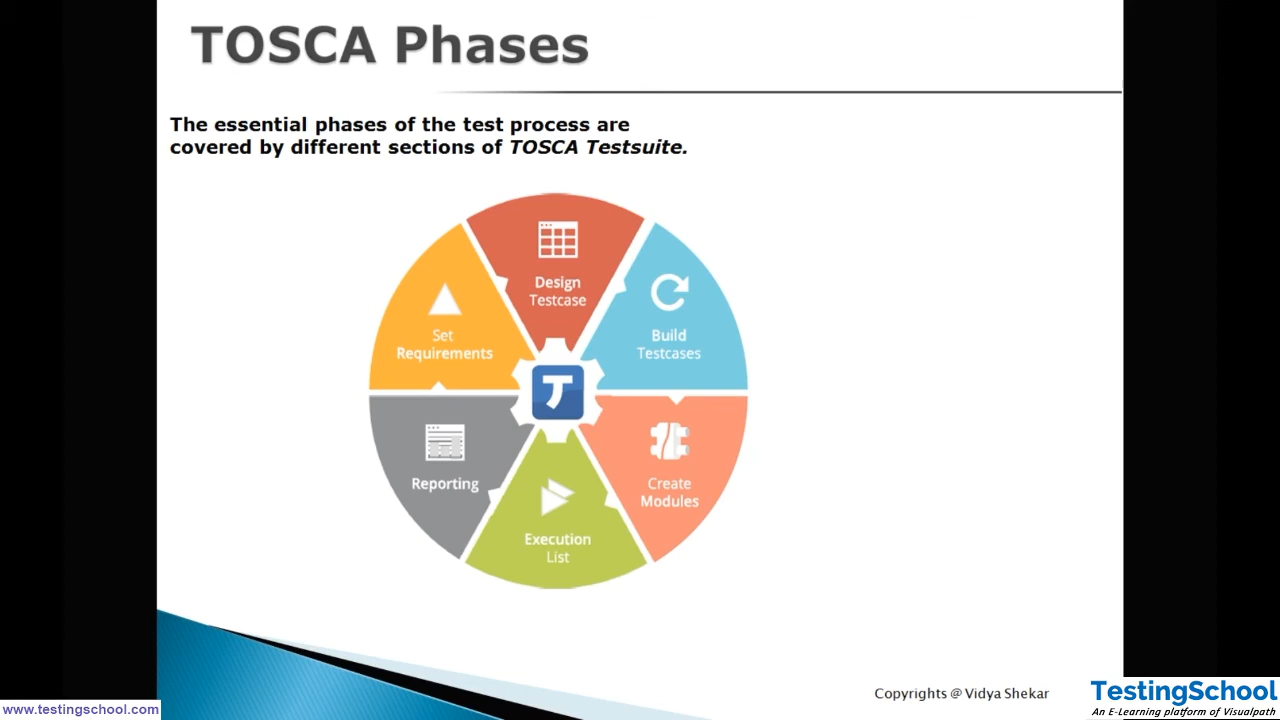 TOSCA Phases
The essential phases of the test process are
covered by different sections of TOSCA Testsuite.
Design
Testcase
Build
Testcases
Create
Modules
Execution
List
Reporting
Set
Requirements
T
Copyrights @ Vidya Shekar
www.testingschool.com
TestingSchool
An E-Learning platform of Visualpath